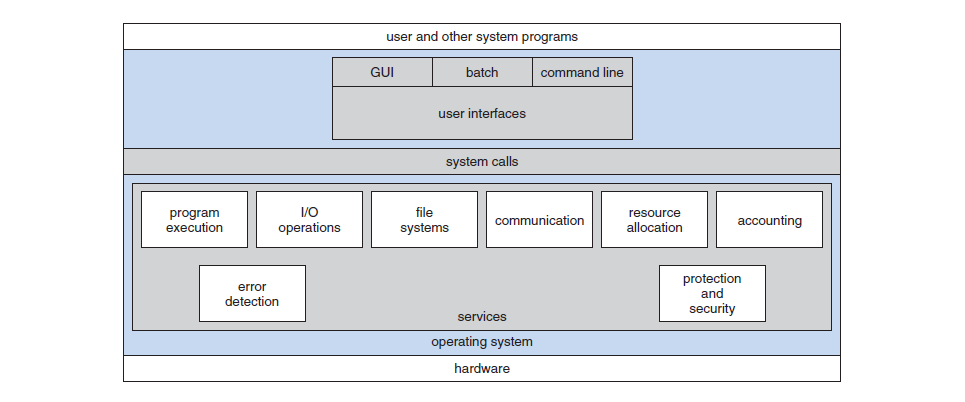 user and other system programs
GUI
batch
command line
user interfaces
system calls
program
execution
I/O
operations
file
systems
communication
resource
allocation
accounting
error
detection
protection
and
security
services
operating system
hardware